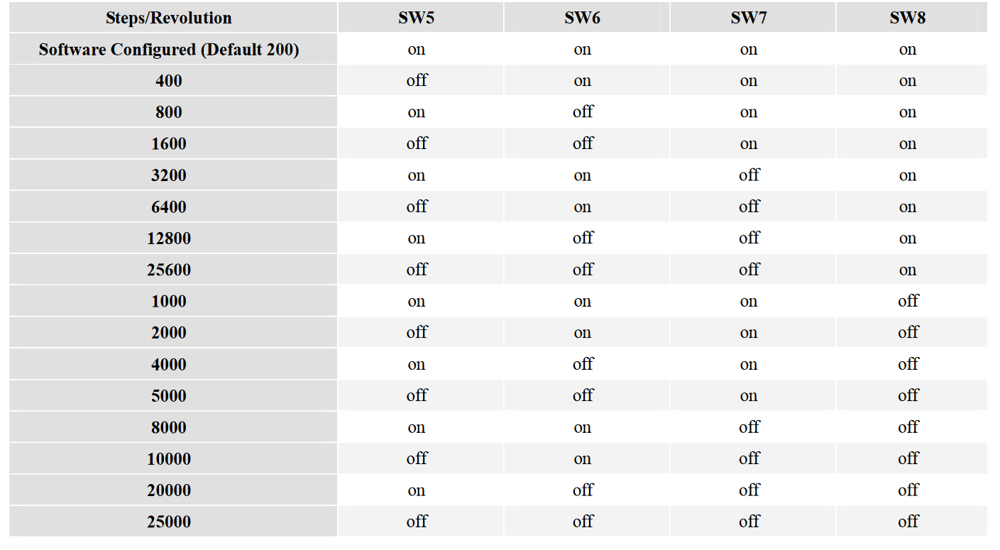 Steps/Revolution SW5 SW6 SW7 SW8
Software Configured (Default 200) on on on on
400 off on on on
800 on off on on
1600 off off on on
3200 on on off on
6400 off on off on
12800 on off off on
25600 off off off on
1000 on on on off
2000 off on on off
4000 on off on off
5000 off off on off
8000 on on off off
10000 off on off off
20000 on off off off
25000 off off off off